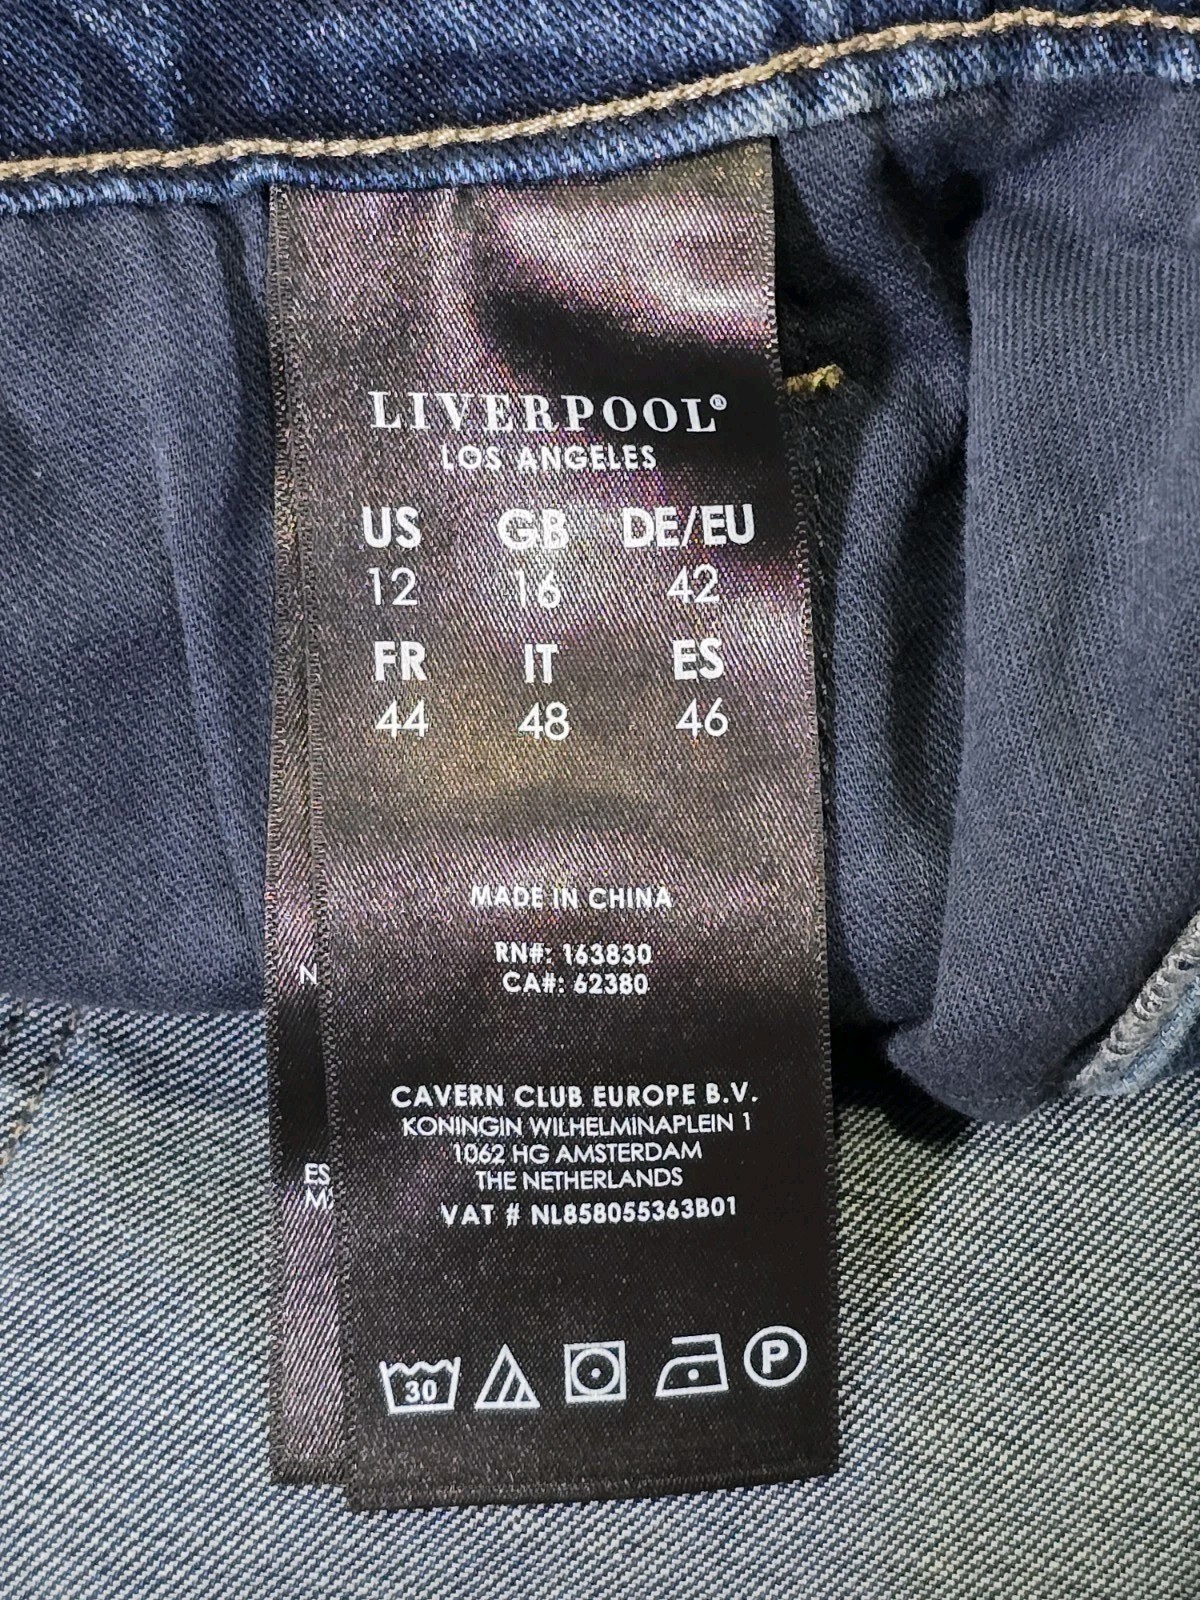 LIVERPOOL®
LOS ANGELES
US GB DE/EU
12 16 42
FR IT ES
44 48 46
MADE IN CHINA
RN#: 163830
CA#: 62380
CAVERN CLUB EUROPE B.V.
KONINGIN WILHELMINAPLEIN 1
1062 HG AMSTERDAM
THE NETHERLANDS
VAT # NL858055363B01
30 P
N
ES